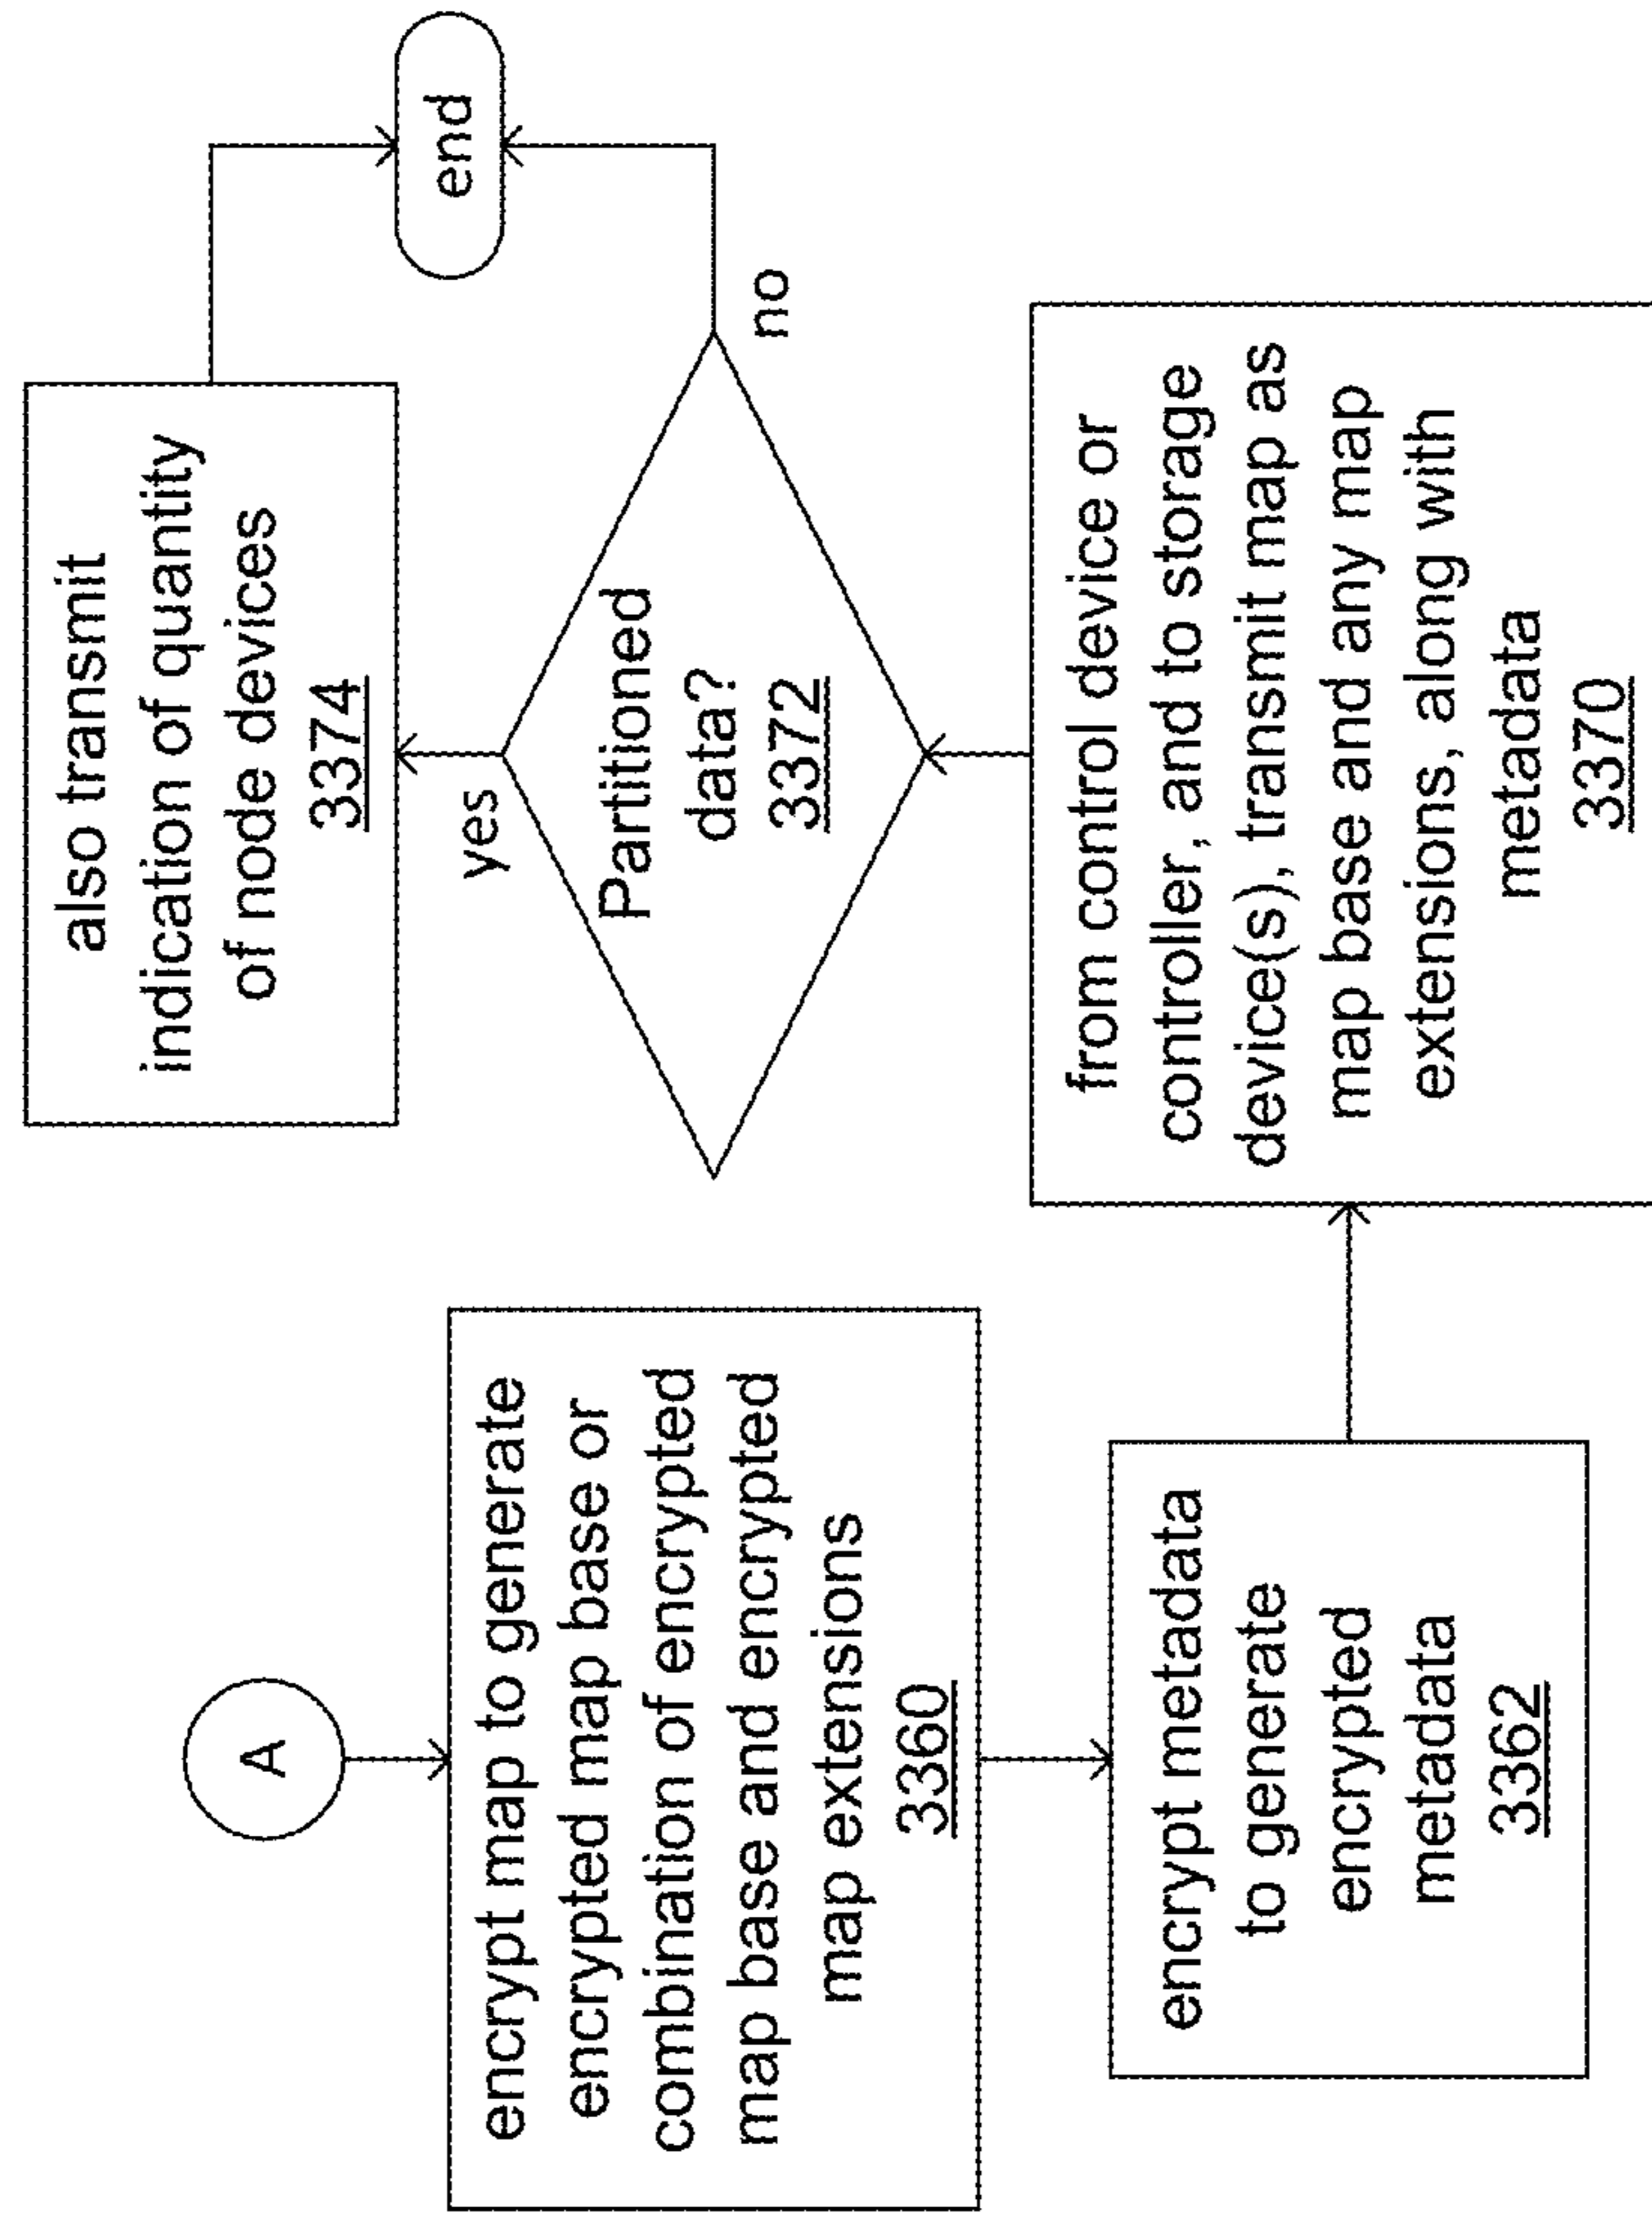 A
encrypt map to generate
encrypted map base or
combination of encrypted
map base and encrypted
map extensions
3360
encrypt metadata
to generate
encrypted
metadata
3362
from control device or
controller, and to storage
device(s), transmit map as
map base and any map
extensions, along with
metadata
3370
Partitioned
data?
3372
yes
no
also transmit
indication of quantity
of node devices
3374
end